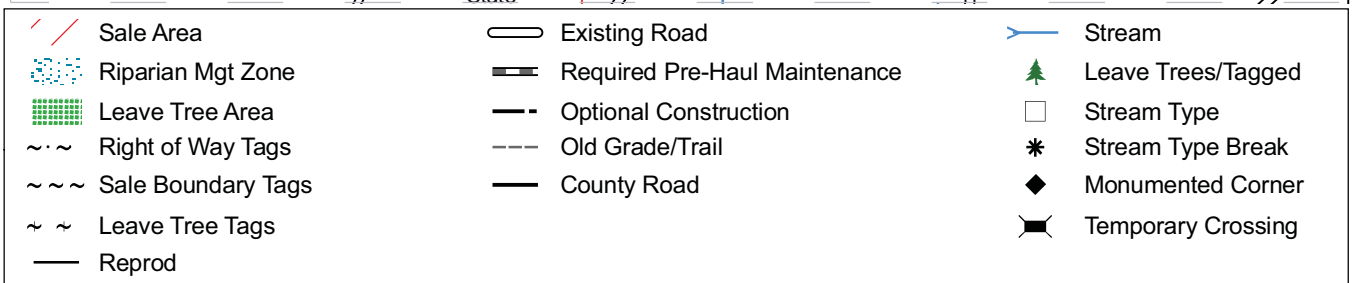 Sale Area
Riparian Mgt Zone
Leave Tree Area
Right of Way Tags
Sale Boundary Tags
Leave Tree Tags
Reprod
Existing Road
Required Pre-Haul Maintenance
Optional Construction
Old Grade/Trail
County Road
Stream
Leave Trees/Tagged
Stream Type
Stream Type Break
Monumented Corner
Temporary Crossing